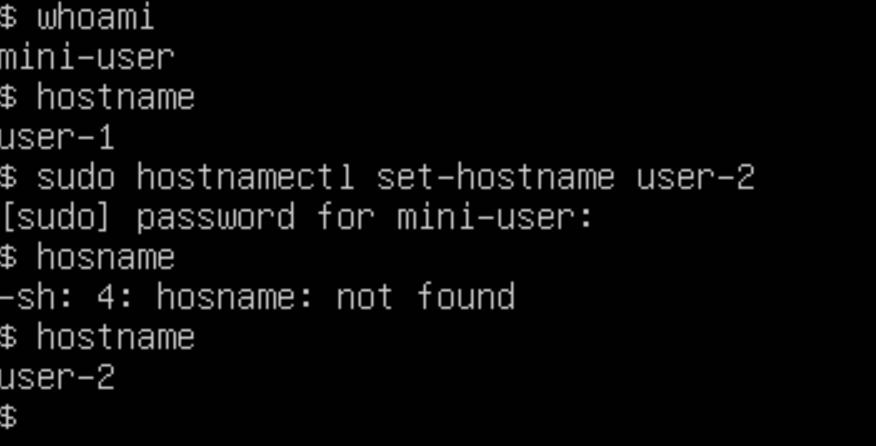 $ whoami
mini-user
$ hostname
user-1
$ sudo hostnamectl set-hostname user-2
[sudo] password for mini-user:
$ hosname
-sh: 4: hosname: not found
$ hostname
user-2
$